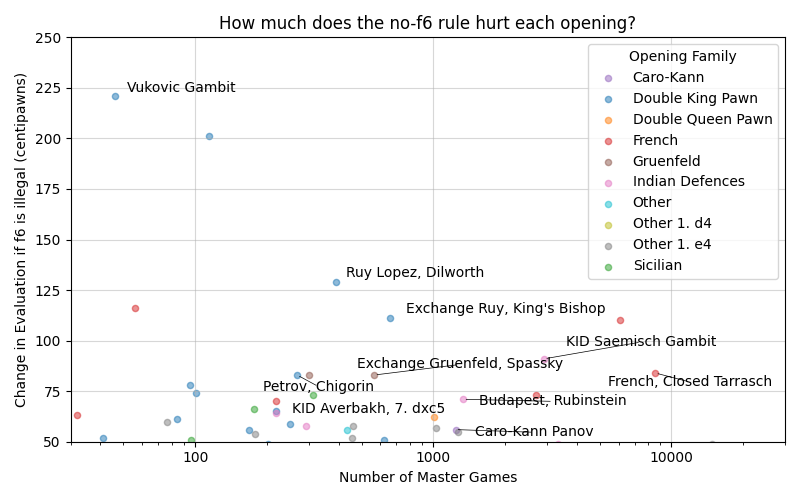 How much does the no-f6 rule hurt each opening?
Change in Evaluation if f6 is illegal (centipawns)
250
225
200
175
150
125
100
75
50
Vukovic Gambit
Opening Family
Caro-Kann
Double King Pawn
Double Queen Pawn
French
Gruenfeld
Indian Defences
Other
Other 1. d4
Other 1. e4
Sicilian
Ruy Lopez, Dilworth
Exchange Ruy, King's Bishop
KID Saemisch Gambit
Exchange Gruenfeld, Spassky
French, Closed Tarrasch
Petrov, Chigorin
Budapest, Rubinstein
KID Averbakh, 7. dxc5
Caro-Kann Panov
100
1000
10000
Number of Master Games